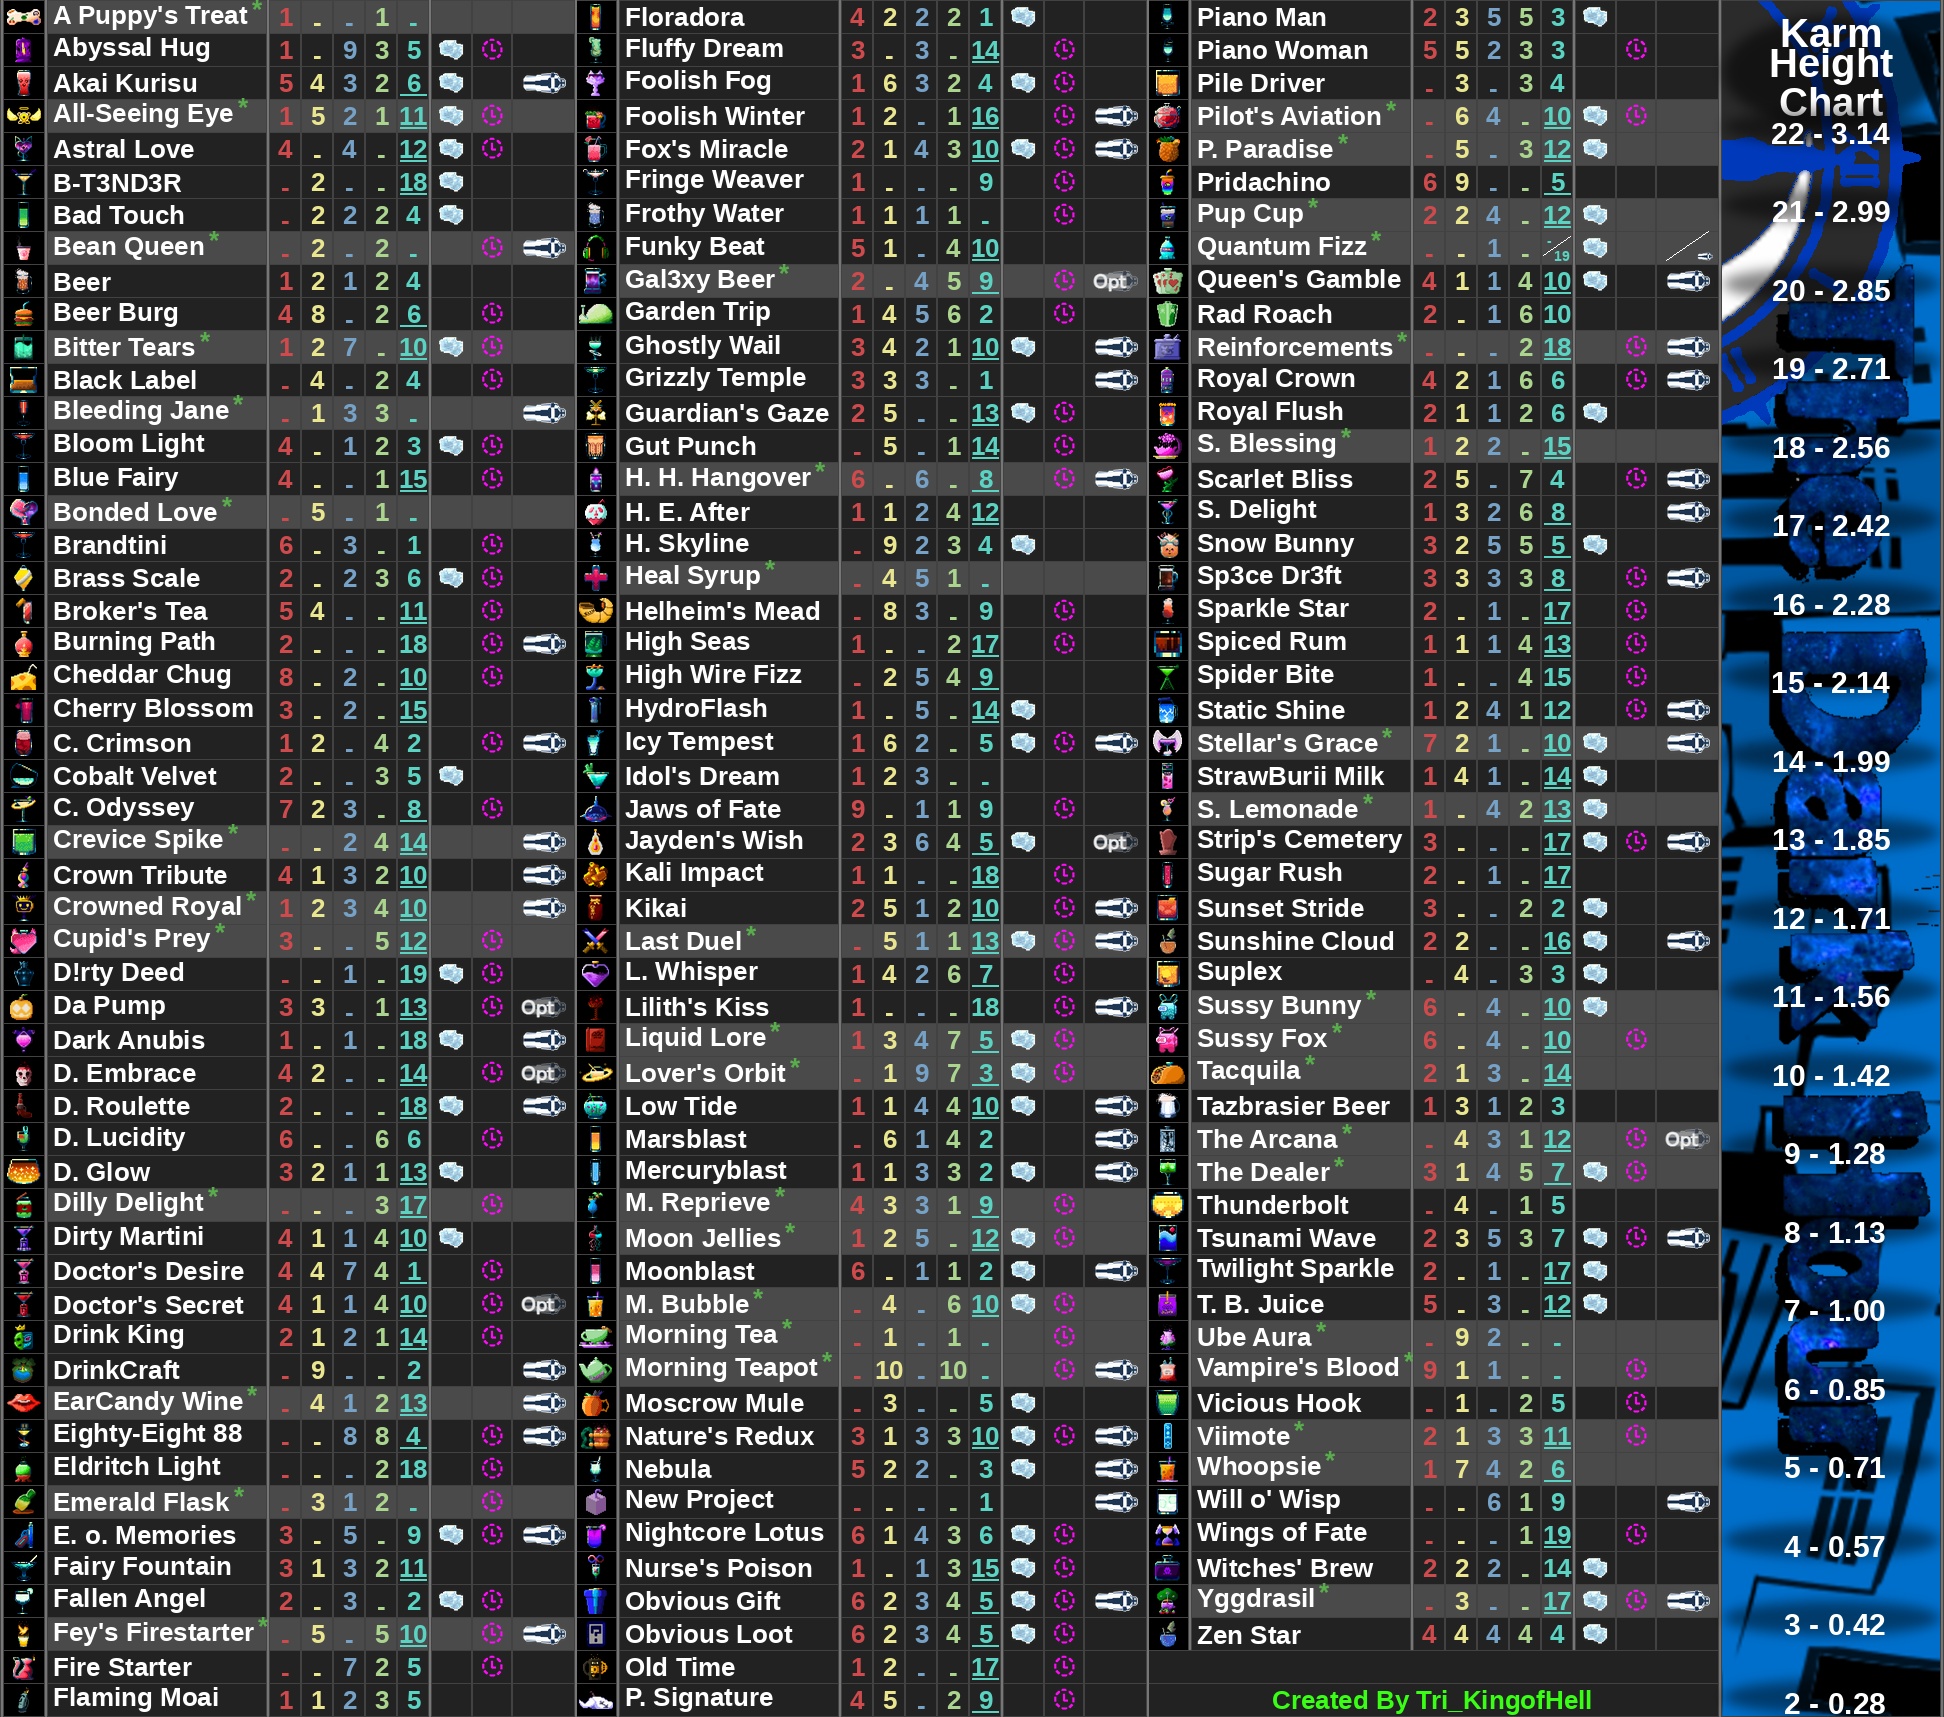 A Puppy's Treat* 1 - - 1 -
Abyssal Hug 1 - 9 3 5
Akai Kurisu 5 4 3 2 6
All-Seeing Eye* 1 5 2 1 11
Astral Love 4 - 4 - 12
B-T3ND3R - 2 - - 18
Bad Touch - 2 2 2 4
Bean Queen* - 2 - 2 -
Beer 1 2 1 2 4
Beer Burg 4 8 - 2 6
Bitter Tears* 1 2 7 - 10
Black Label - 4 - 2 4
Bleeding Jane* - 1 3 3 -
Bloom Light 4 - 1 2 3
Blue Fairy 4 - - 1 15
Bonded Love* - 5 - 1 -
Brandtini 6 - 3 - 1
Brass Scale 2 - 2 3 6
Broker's Tea 5 4 - - 11
Burning Path 2 - - - 18
Cheddar Chug 8 - 2 - 10
Cherry Blossom 3 - 2 - 15
C. Crimson 1 2 - 4 2
Cobalt Velvet 2 - - 3 5
C. Odyssey 7 2 3 - 8
Crevice Spike* - - 2 4 14
Crown Tribute 4 1 3 2 10
Crowned Royal* 1 2 3 4 10
Cupid's Prey* 3 - - 5 12
D!rty Deed - - 1 - 19
Da Pump 3 3 - 1 13 Opt
Dark Anubis 1 - 1 - 18
D. Embrace 4 2 - - 14 Opt
D. Roulette 2 - - - 18
D. Lucidity 6 - - 6 6
D. Glow 3 2 1 1 13
Dilly Delight* - - - 3 17
Dirty Martini 4 1 1 4 10
Doctor's Desire 4 4 7 4 1
Doctor's Secret 4 1 1 4 10 Opt
Drink King 2 1 2 1 14
DrinkCraft - 9 - - 2
EarCandy Wine* - 4 1 2 13
Eighty-Eight 88 - - 8 8 4
Eldritch Light - - - 2 18
Emerald Flask* - 3 1 2 -
E. o. Memories 3 - 5 - 9
Fairy Fountain 3 1 3 2 11
Fallen Angel 2 - 3 - 2
Fey's Firestarter* - 5 - 5 10
Fire Starter - - 7 2 5
Flaming Moai 1 1 2 3 5
Floradora 4 2 2 2 1
Fluffy Dream 3 - 3 - 14
Foolish Fog 1 6 3 2 4
Foolish Winter 1 2 - 1 16
Fox's Miracle 2 1 4 3 10
Fringe Weaver 1 - - - 9
Frothy Water 1 1 1 1 -
Funky Beat 5 1 - 4 10
Gal3xy Beer* 2 - 4 5 9 Opt
Garden Trip 1 4 5 6 2
Ghostly Wail 3 4 2 1 10
Grizzly Temple 3 3 3 - 1
Guardian's Gaze 2 5 - - 13
Gut Punch - 5 - 1 14
H. H. Hangover* 6 - 6 - 8
H. E. After 1 1 2 4 12
H. Skyline - 9 2 3 4
Heal Syrup* - 4 5 1 -
Helheim's Mead - 8 3 - 9
High Seas 1 - - 2 17
High Wire Fizz - 2 5 4 9
HydroFlash 1 - 5 - 14
Icy Tempest 1 6 2 - 5
Idol's Dream 1 2 3 - -
Jaws of Fate 9 - 1 1 9
Jayden's Wish 2 3 6 4 5 Opt
Kali Impact 1 1 - - 18
Kikai 2 5 1 2 10
Last Duel* - 5 1 1 13
L. Whisper 1 4 2 6 7
Lilith's Kiss 1 - - - 18
Liquid Lore* 1 3 4 7 5
Lover's Orbit* - 1 9 7 3
Low Tide 1 1 4 4 10
Marsblast - 6 1 4 2
Mercuryblast 1 1 3 3 2
M. Reprieve* 4 3 3 1 9
Moon Jellies* 1 2 5 - 12
Moonblast 6 - 1 1 2
M. Bubble* - 4 - 6 10
Morning Tea* - 1 - 1 -
Morning Teapot* - 10 - 10 -
Moscrow Mule - 3 - - 5
Nature's Redux 3 1 3 3 10
Nebula 5 2 2 - 3
New Project - - - - 1
Nightcore Lotus 6 1 4 3 6
Nurse's Poison 1 - 1 3 15
Obvious Gift 6 2 3 4 5
Obvious Loot 6 2 3 4 5
Old Time 1 2 - - 17
P. Signature 4 5 - 2 9
Piano Man 2 3 5 5 3
Piano Woman 5 5 2 3 3
Pile Driver - 3 - 3 4
Pilot's Aviation* - 6 4 - 10
P. Paradise* - 5 - 3 12
Pridachino 6 9 - - 5
Pup Cup* 2 2 4 - 12
Quantum Fizz* - - 1 - -/19
Queen's Gamble 4 1 1 4 10
Rad Roach 2 - 1 6 10
Reinforcements* - - - 2 18
Royal Crown 4 2 1 6 6
Royal Flush 2 1 1 2 6
S. Blessing* 1 2 2 - 15
Scarlet Bliss 2 5 - 7 4
S. Delight 1 3 2 6 8
Snow Bunny 3 2 5 5 5
Sp3ce Dr3ft 3 3 3 3 8
Sparkle Star 2 - 1 - 17
Spiced Rum 1 1 1 4 13
Spider Bite 1 - - 4 15
Static Shine 1 2 4 1 12
Stellar's Grace* 7 2 1 - 10
StrawBurii Milk 1 4 1 - 14
S. Lemonade* 1 - 4 2 13
Strip's Cemetery 3 - - - 17
Sugar Rush 2 - 1 - 17
Sunset Stride 3 - - 2 2
Sunshine Cloud 2 2 - - 16
Suplex - 4 - 3 3
Sussy Bunny* 6 - 4 - 10
Sussy Fox* 6 - 4 - 10
Tacquila* 2 1 3 - 14
Tazbrasier Beer 1 3 1 2 3
The Arcana* - 4 3 1 12 Opt
The Dealer* 3 1 4 5 7
Thunderbolt - 4 - 1 5
Tsunami Wave 2 3 5 3 7
Twilight Sparkle 2 - 1 - 17
T. B. Juice 5 - 3 - 12
Ube Aura* - 9 2 - -
Vampire's Blood* 9 1 1 - -
Vicious Hook - 1 - 2 5
Viimote* 2 1 3 3 11
Whoopsie* 1 7 4 2 6
Will o' Wisp - - 6 1 9
Wings of Fate - - - 1 19
Witches' Brew 2 2 2 - 14
Yggdrasil* - 3 - - 17
Zen Star 4 4 4 4 4
Created By Tri_KingofHell
Karm
Height
Chart
22 - 3.14
21 - 2.99
20 - 2.85
19 - 2.71
18 - 2.56
17 - 2.42
16 - 2.28
15 - 2.14
14 - 1.99
13 - 1.85
12 - 1.71
11 - 1.56
10 - 1.42
9 - 1.28
8 - 1.13
7 - 1.00
6 - 0.85
5 - 0.71
4 - 0.57
3 - 0.42
2 - 0.28